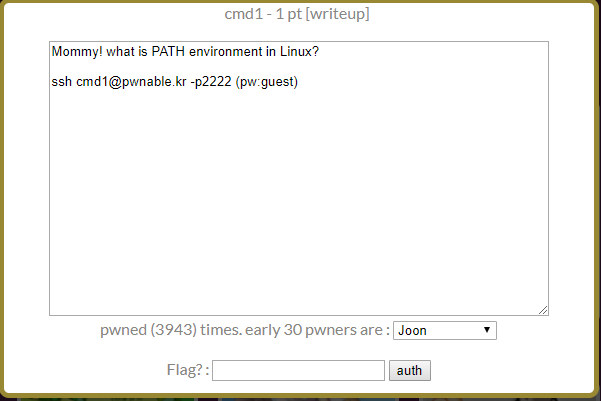 cmd1 - 1 pt [writeup]
Mommy! what is PATH environment in Linux?
ssh cmd1@pwnable.kr -p2222 (pw:guest)
pwned (3943) times. early 30 pwners are : Joon
Flag? : auth